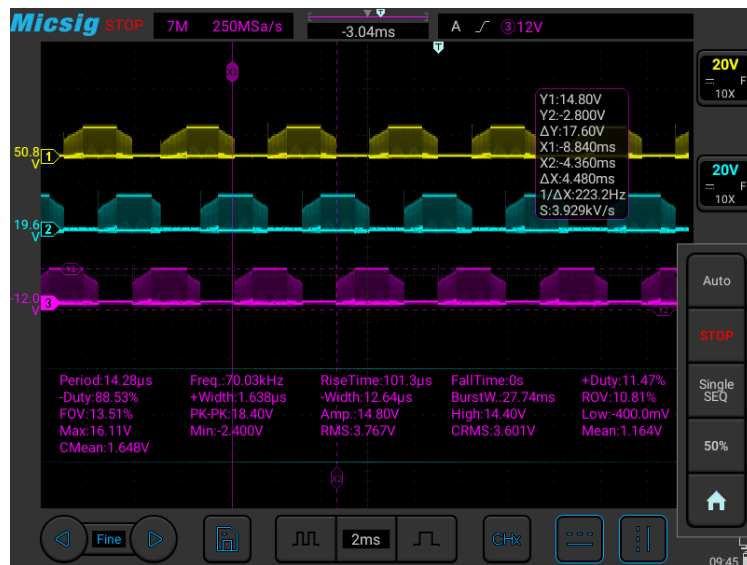 Micsig STOP 7M 250MSa/s T -3.04ms A 3 12V
T
X1
20V
F
10X
Y1:14.80V
Y2:-2.800V
ΔY:17.60V
X1:-8.840ms
X2:-4.360ms
ΔX:4.480ms
1/ΔX:223.2Hz
S:3.929kV/s
50.8 V 1
20V
F
10X
19.6 V 2
Y1
-12.0 V 3
Y2
Auto
STOP
Single SEQ
50%
Period:14.28μs Freq.:70.03kHz RiseTime:101.3μs FallTime:0s +Duty:11.47%
-Duty:88.53% +Width:1.638μs -Width:12.64μs BurstW.:27.74ms ROV:10.81%
FOV:13.51% PK-PK:18.40V Amp.:14.80V High:14.40V Low:-400.0mV
Max:16.11V Min:-2.400V RMS:3.767V CRMS:3.601V Mean:1.164V
CMean:1.648V
X2
Fine 2ms CHx
09:45